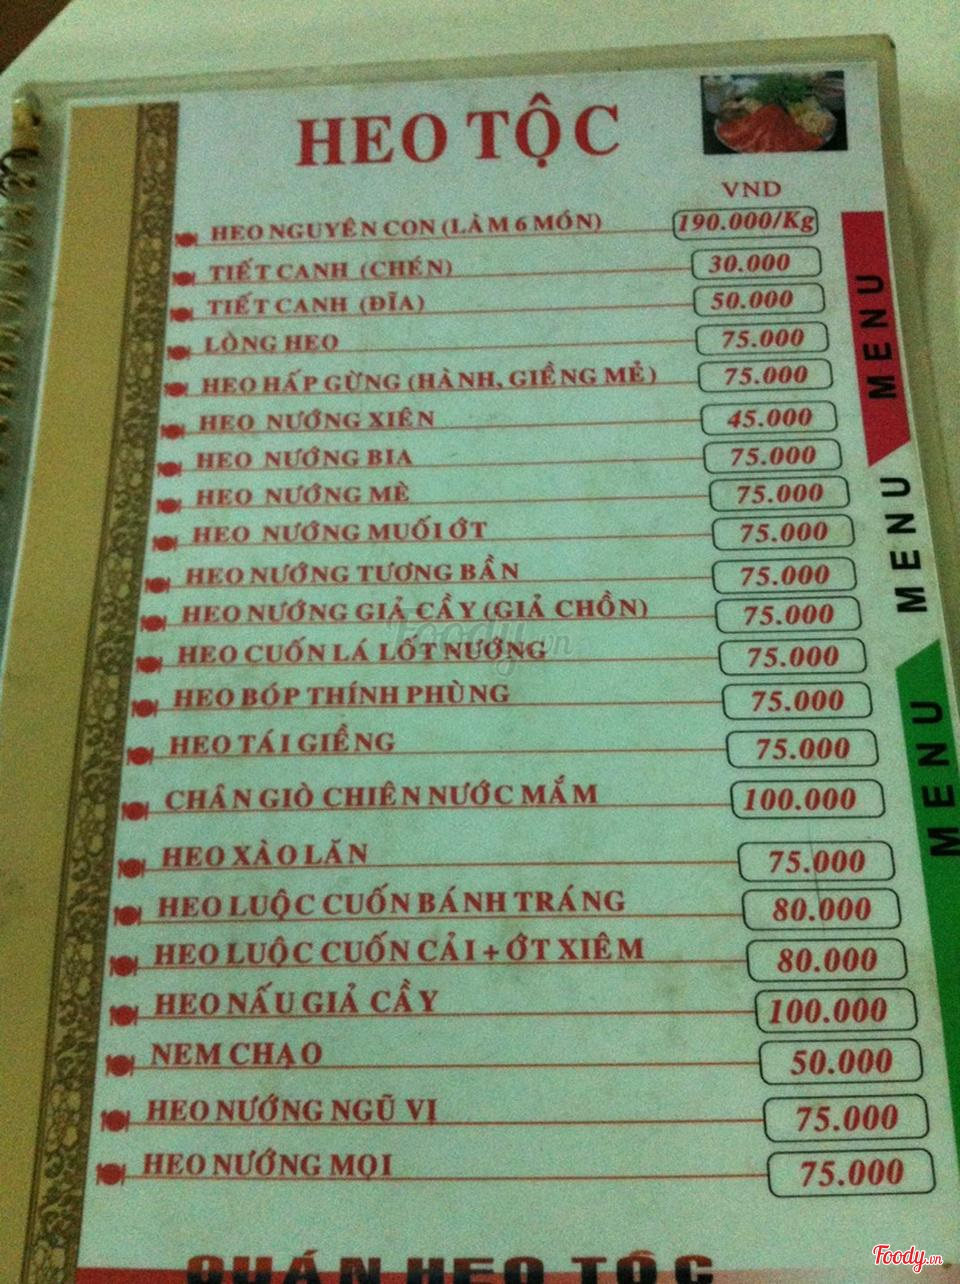 HEO TỘC
VND
HEO NGUYÊN CON (LÀM 6 MÓN) 190.000/Kg
TIẾT CANH (CHÉN) 30.000
TIẾT CANH (ĐĨA) 50.000
LÒNG HEO 75.000
HEO HẤP GỪNG (HÀNH, GIỀNG MẺ) 75.000
HEO NƯỚNG XIÊN 45.000
HEO NƯỚNG BIA 75.000
HEO NƯỚNG MÈ 75.000
HEO NƯỚNG MUỐI ỚT 75.000
HEO NƯỚNG TƯƠNG BẦN 75.000
HEO NƯỚNG GIẢ CẦY (GIẢ CHỒN) 75.000
HEO CUỐN LÁ LỐT NƯỚNG 75.000
HEO BÓP THÍNH PHÙNG 75.000
HEO TÁI GIỀNG 75.000
CHÂN GIÒ CHIÊN NƯỚC MẮM 100.000
HEO XÀO LĂN 75.000
HEO LUỘC CUỐN BÁNH TRÁNG 80.000
HEO LUỘC CUỐN CẢI + ỚT XIÊM 80.000
HEO NẤU GIẢ CẦY 100.000
NEM CHẠO 50.000
HEO NƯỚNG NGŨ VỊ 75.000
HEO NƯỚNG MỌI 75.000
MENU
MENU
MENU
Foody.vn
QUÁN HEO TỘC
Foody.vn